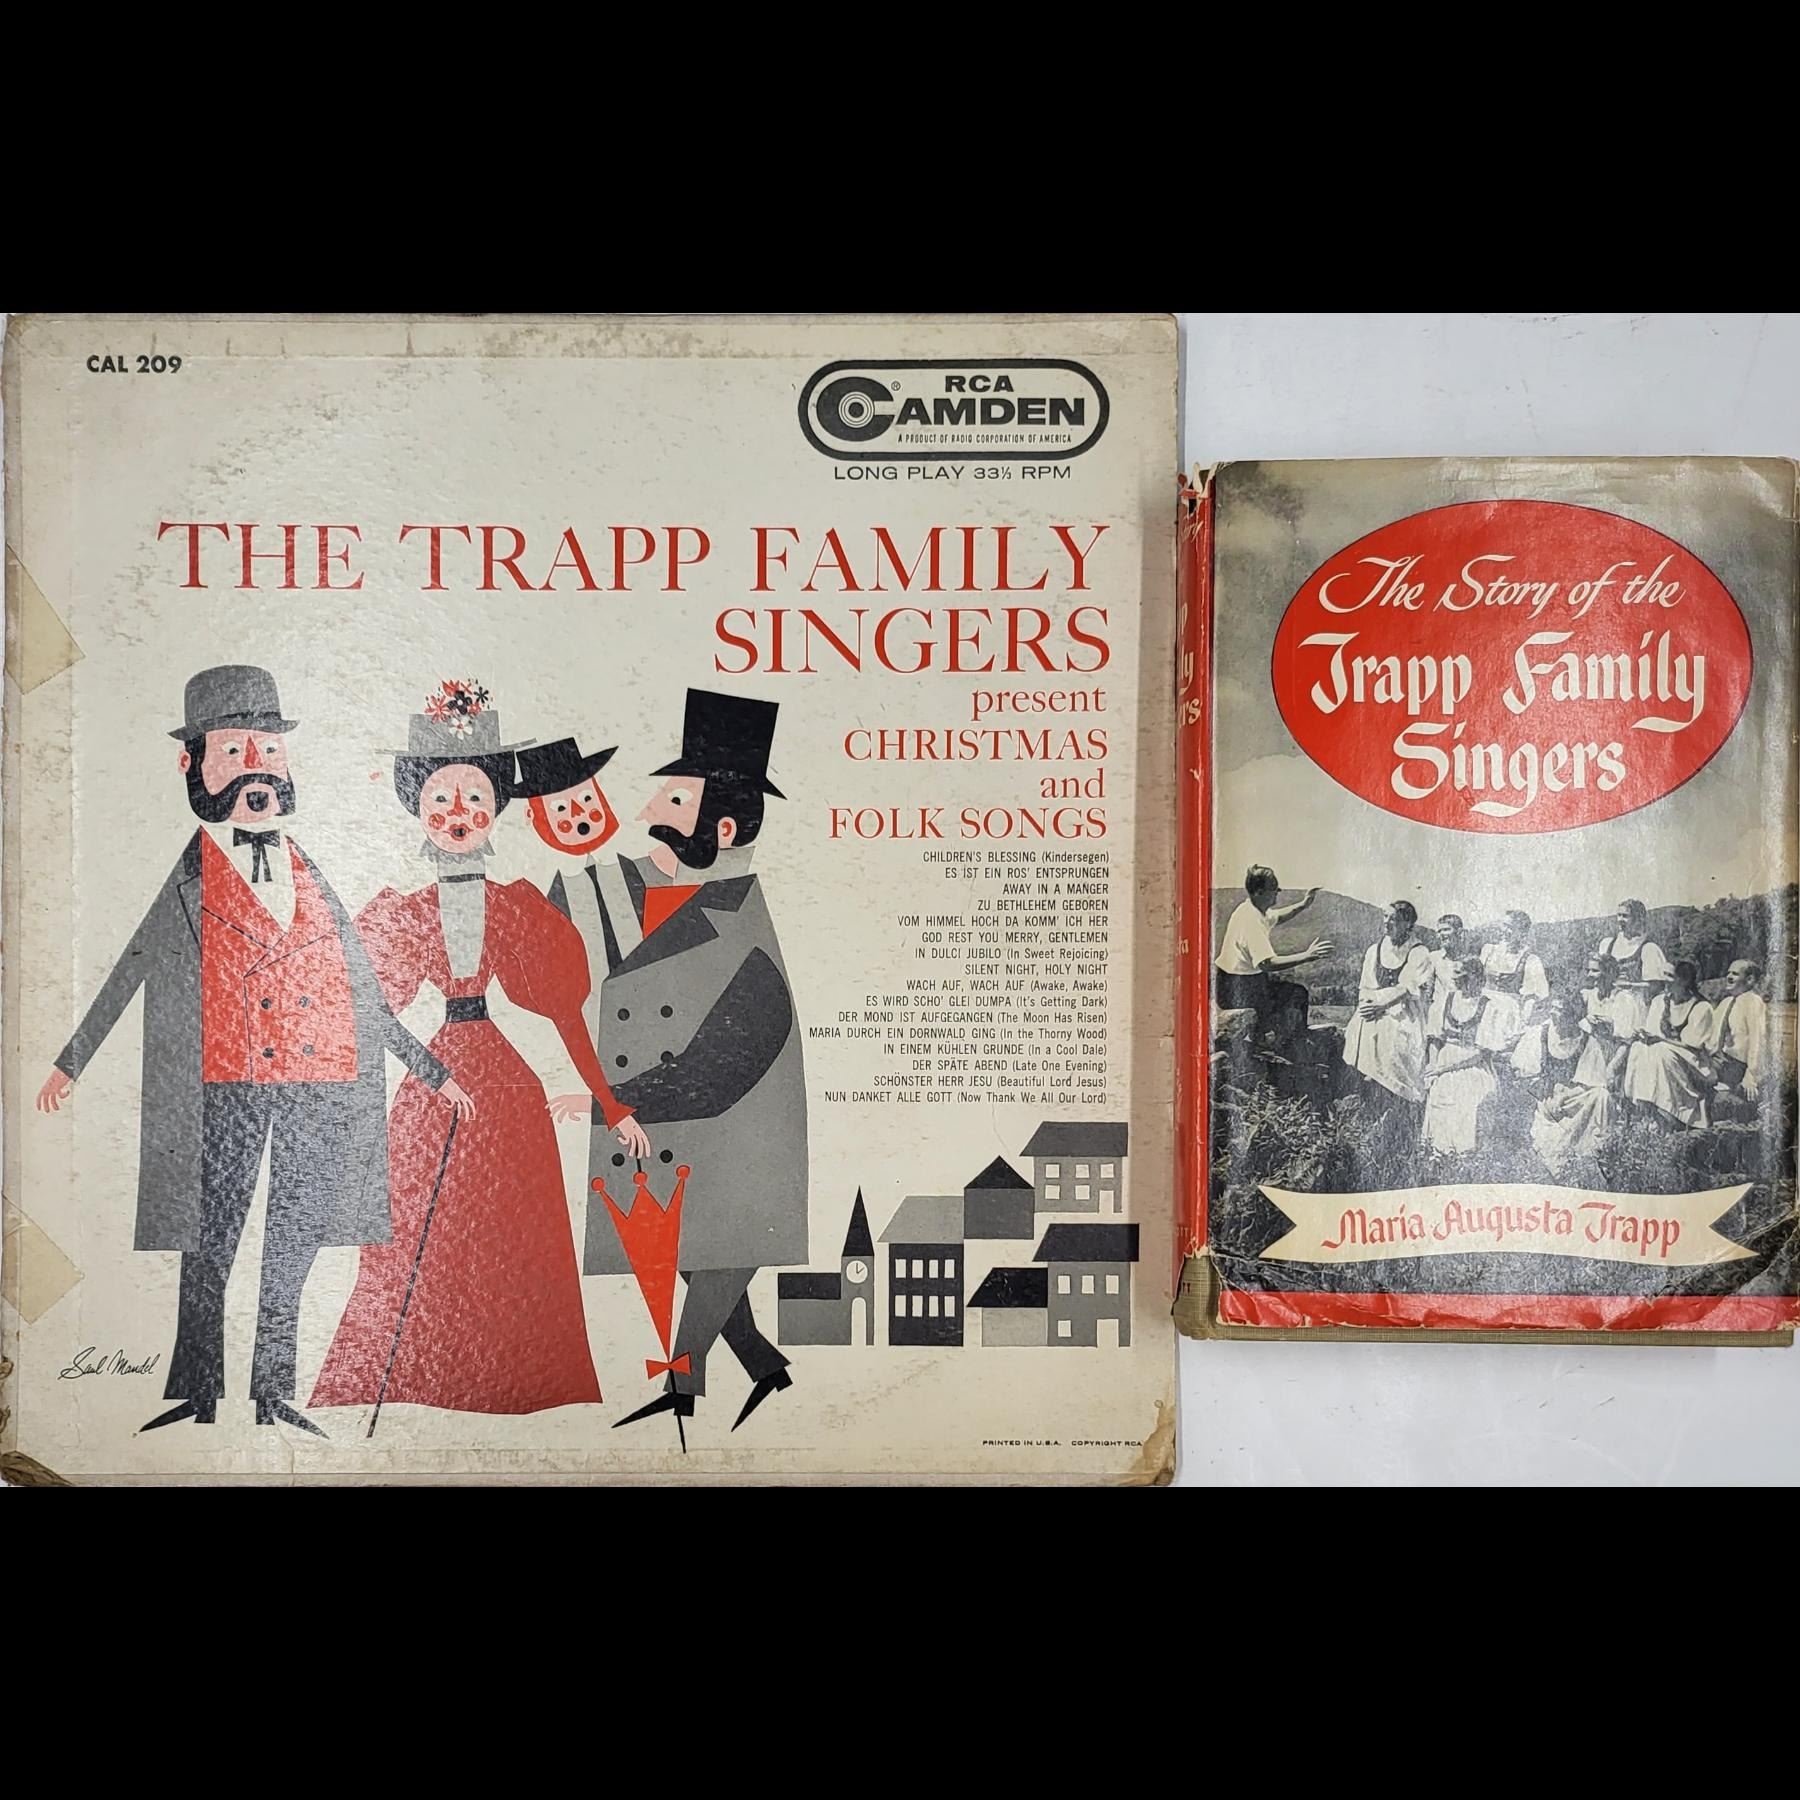 CAL 209
RCA
CAMDEN®
A PRODUCT OF RADIO CORPORATION OF AMERICA
LONG PLAY 33⅓ RPM
THE TRAPP FAMILY
SINGERS
present
CHRISTMAS
and
FOLK SONGS
CHILDREN'S BLESSING (Kindersegen)
ES IST EIN ROS' ENTSPRUNGEN
AWAY IN A MANGER
ZU BETHLEHEM GEBOREN
VOM HIMMEL HOCH DA KOMM' ICH HER
GOD REST YOU MERRY, GENTLEMEN
IN DULCI JUBILO (In Sweet Rejoicing)
SILENT NIGHT, HOLY NIGHT
WACH AUF, WACH AUF (Awake, Awake)
ES WIRD SCHO' GLEI DUMPA (It's Getting Dark)
DER MOND IST AUFGEGANGEN (The Moon Has Risen)
MARIA DURCH EIN DORNWALD GING (In the Thorny Wood)
IN EINEM KÜHLEN GRUNDE (In a Cool Dale)
DER SPÄTE ABEND (Late One Evening)
SCHÖNSTER HERR JESU (Beautiful Lord Jesus)
NUN DANKET ALLE GOTT (Now Thank We All Our Lord)
Saul Mandel
PRINTED IN U.S.A. COPYRIGHT RCA
The Story of the
Trapp Family
Singers
Maria Augusta Trapp